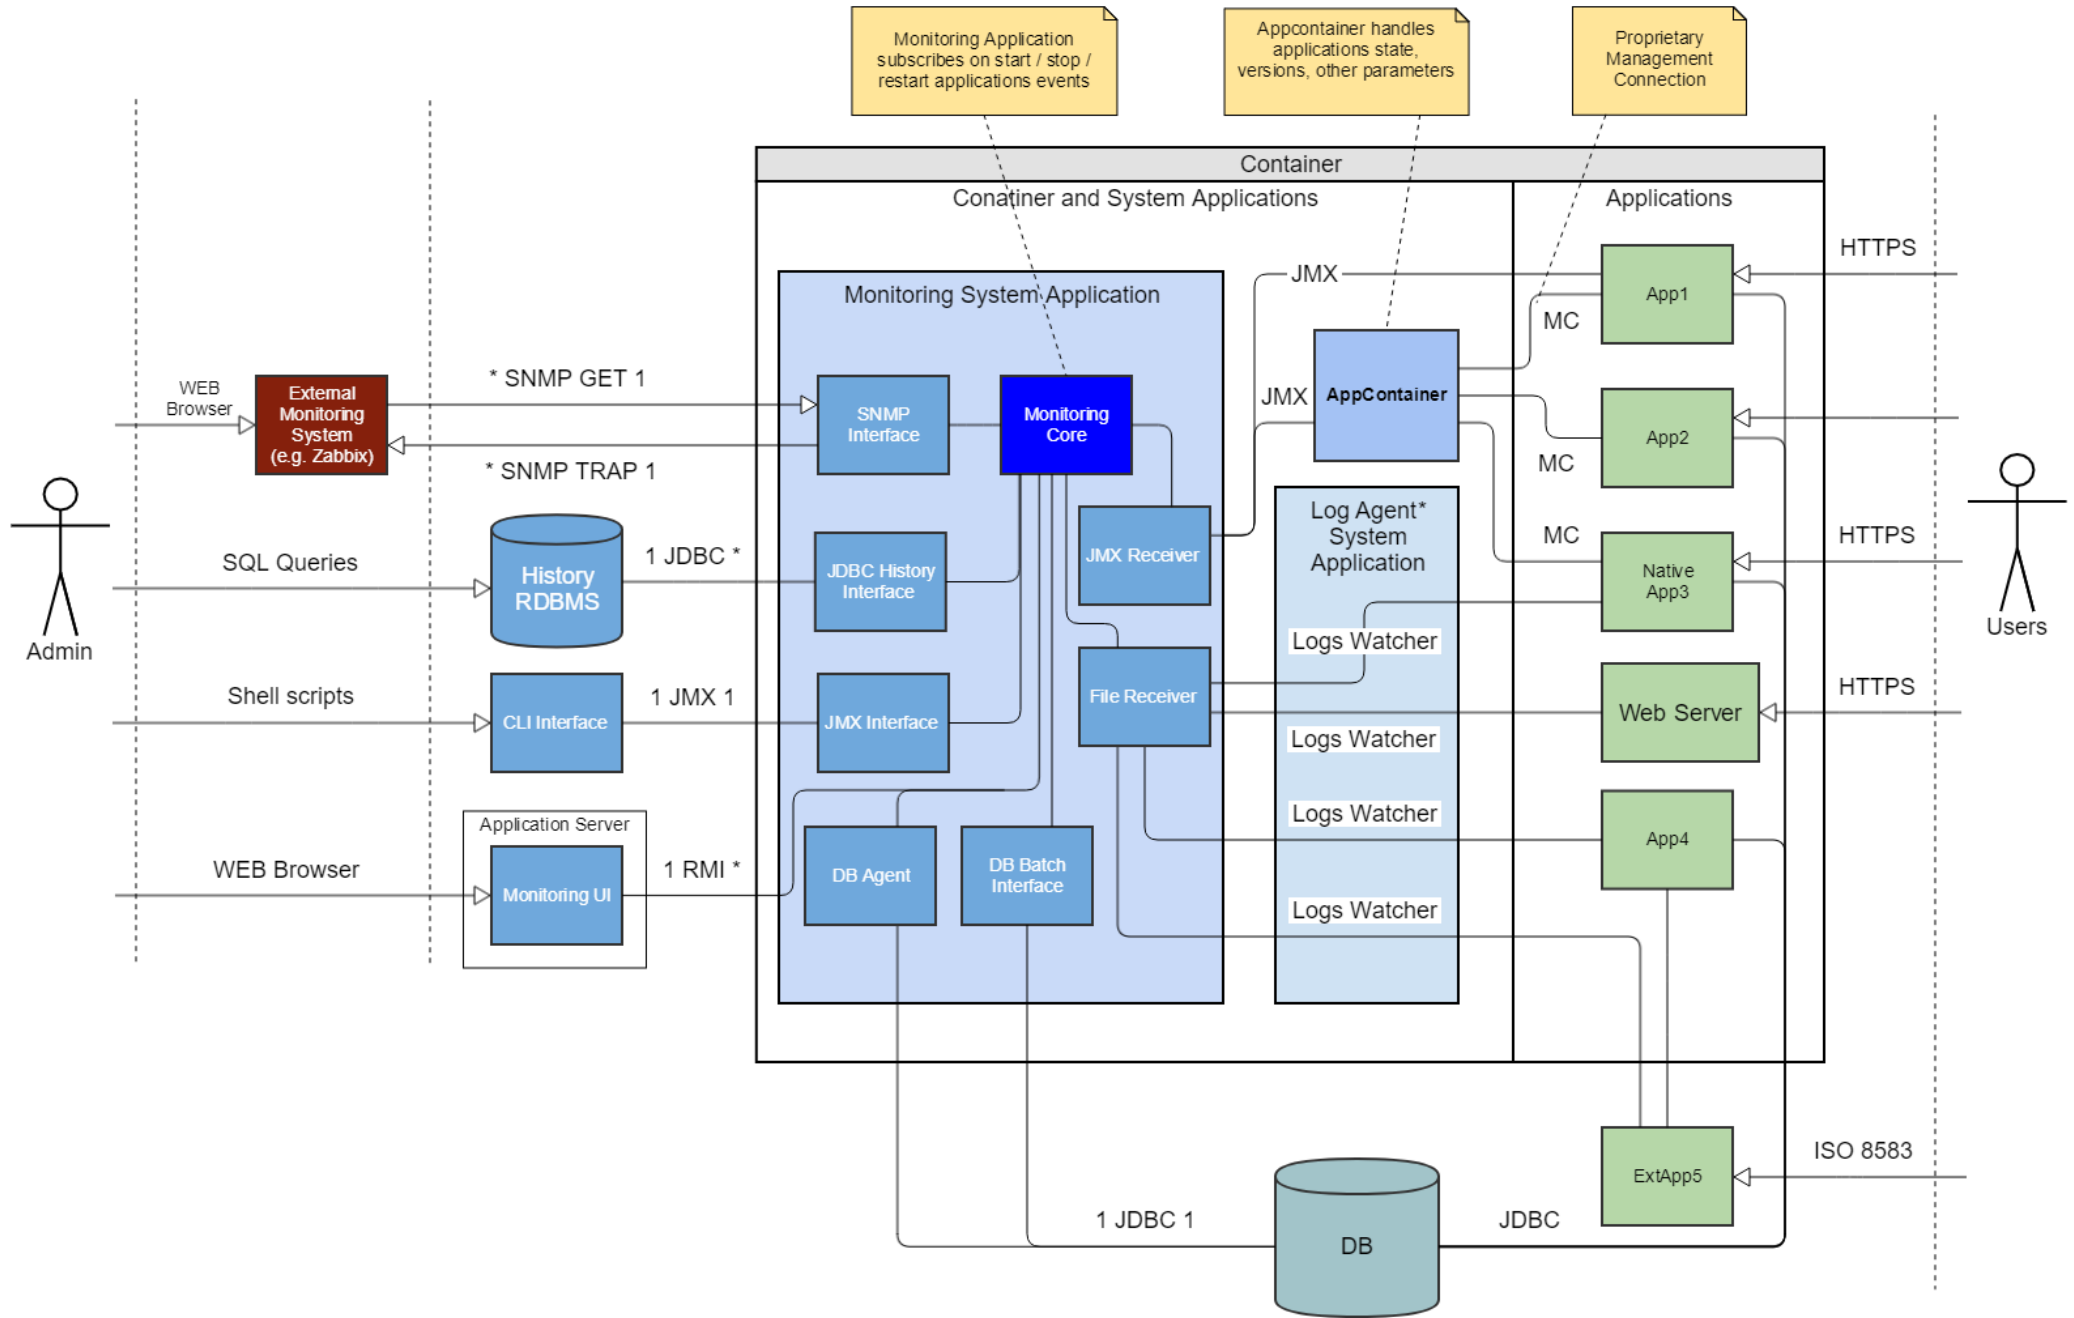 Monitoring Application
subscribes on start / stop /
restart applications events
Appcontainer handles
applications state,
versions, other parameters
Proprietary
Management
Connection
Container
Conatiner and System Applications
Applications
Monitoring System Application
JMX
HTTPS
App1
MC
WEB
Browser
External
Monitoring
System
(e.g. Zabbix)
* SNMP GET 1
* SNMP TRAP 1
SNMP
Interface
Monitoring
Core
JMX
AppContainer
App2
MC
Admin
SQL Queries
History
RDBMS
1 JDBC *
JDBC History
Interface
JMX Receiver
Log Agent*
System
Application
MC
Native
App3
HTTPS
Users
Logs Watcher
Shell scripts
CLI Interface
1 JMX 1
JMX Interface
File Receiver
Logs Watcher
Web Server
HTTPS
Application Server
WEB Browser
Monitoring UI
1 RMI *
DB Agent
DB Batch
Interface
Logs Watcher
App4
Logs Watcher
ExtApp5
ISO 8583
1 JDBC 1
DB
JDBC